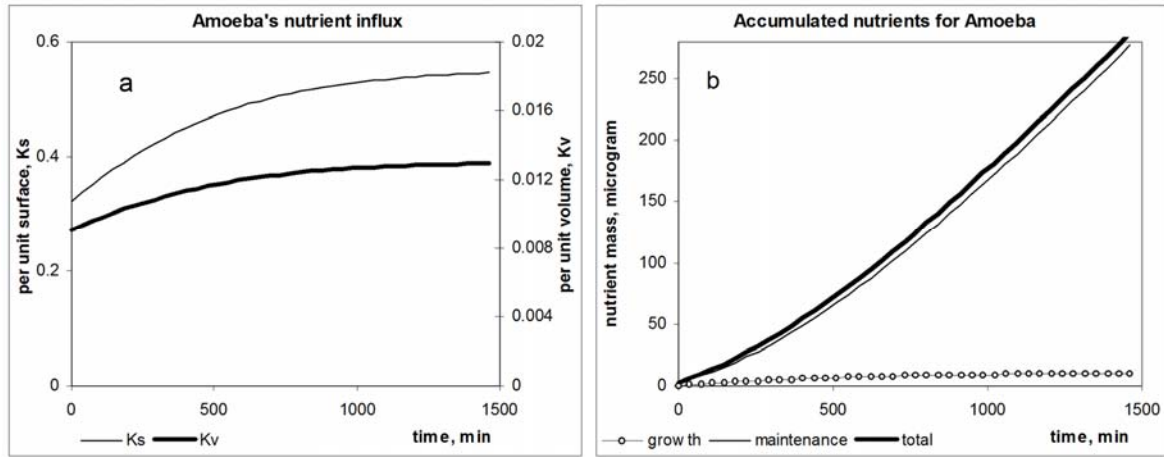 Amoeba's nutrient influx
a
0.6
0.4
0.2
0
per unit surface, Ks
0.02
0.016
0.012
0.008
0.004
0
per unit volume, Kv
0 500 1000 1500
Ks Kv time, min
Accumulated nutrients for Amoeba
b
250
200
150
100
50
0
nutrient mass, microgram
0 500 1000 1500
time, min
growth maintenance total